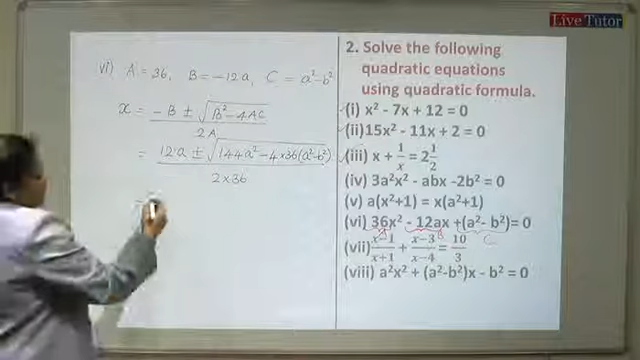 Live Tutor
vi) A = 36, B = -12a, C = a²-b²
x = -B ± √B²-4AC
2A
= 12a ± √144a²-4×36(a²-b²)
2×36
=
2. Solve the following
quadratic equations
using quadratic formula.
(i) x² - 7x + 12 = 0
(ii) 15x² - 11x + 2 = 0
(iii) x + 1/x = 2 1/2
(iv) 3a²x² - abx -2b² = 0
(v) a(x²+1) = x(a²+1)
(vi) 36x² - 12ax +(a²- b²)= 0
A B C
(vii) x-1/x+1 + x-3/x-4 = 10/3
(viii) a²x² + (a²-b²)x - b² = 0